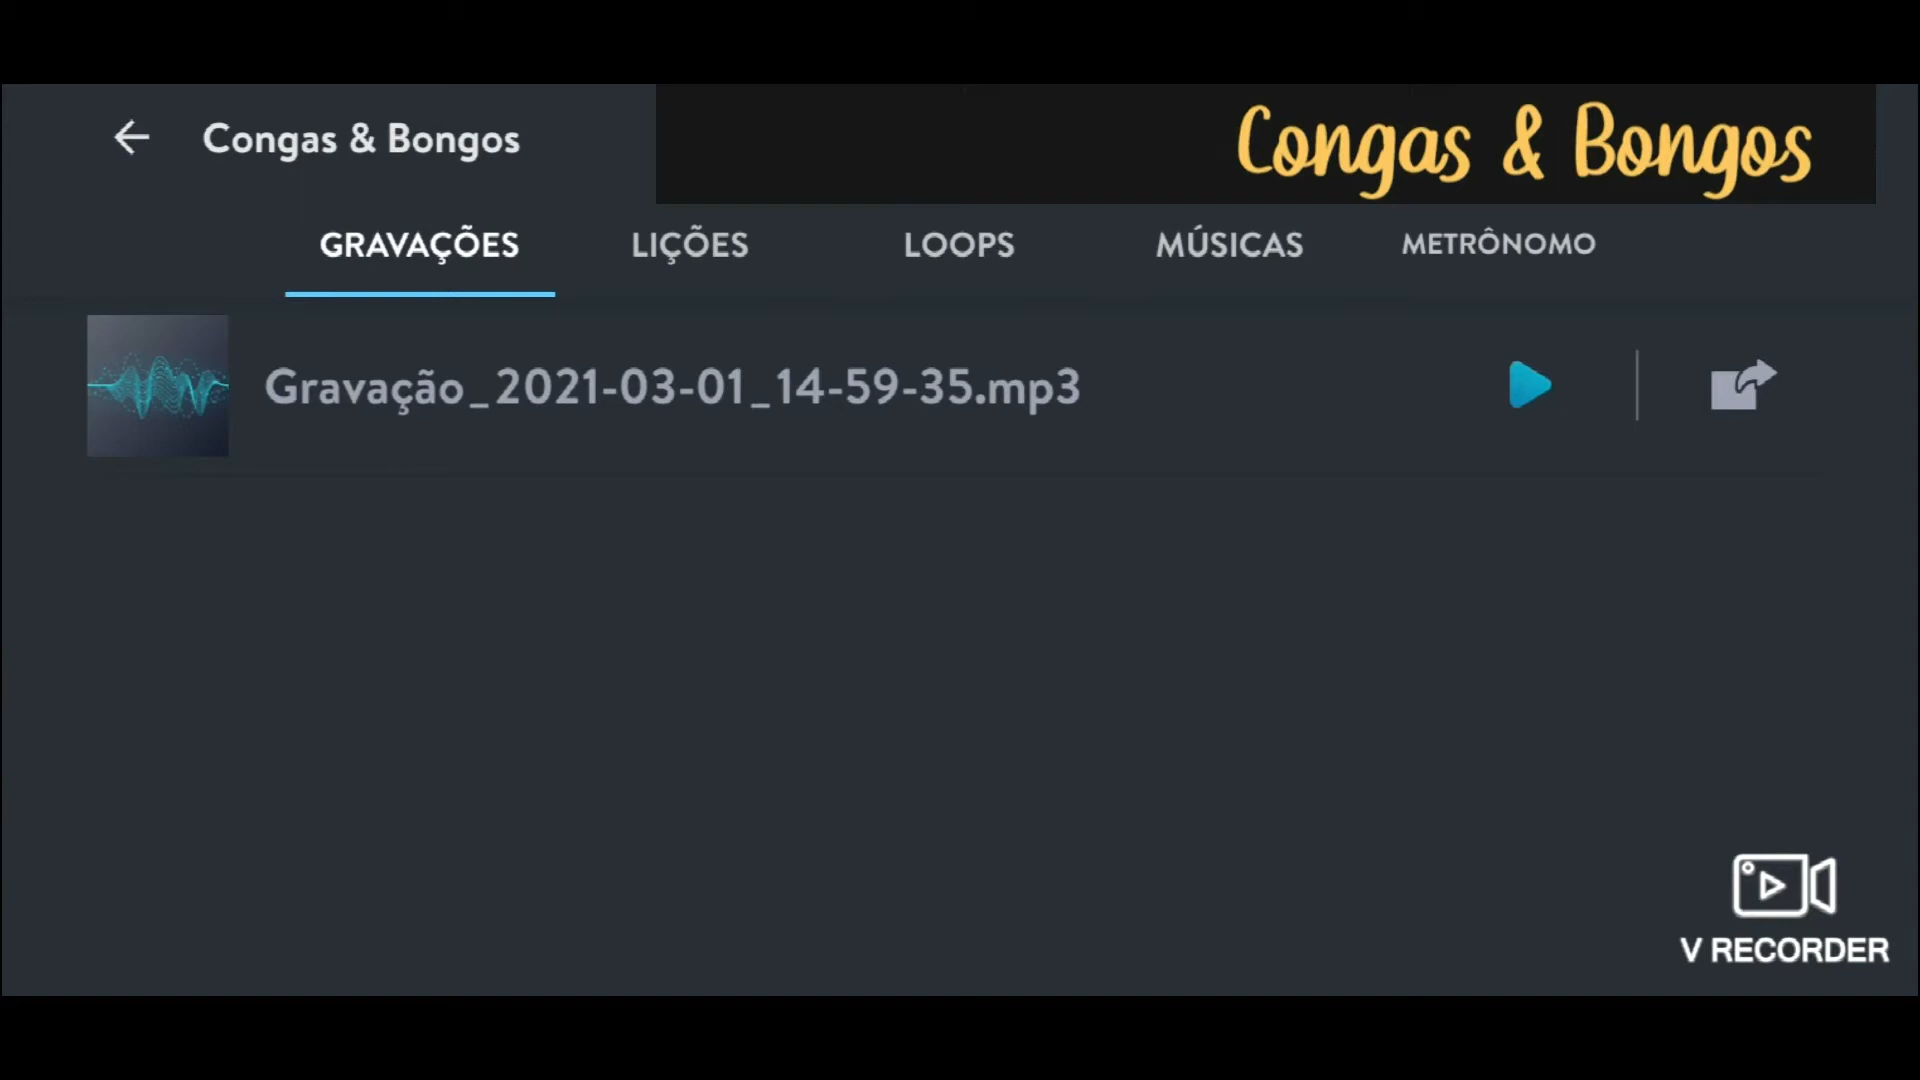 Congas & Bongos
Congas & Bongos
GRAVAÇÕES LIÇÕES LOOPS MÚSICAS METRÔNOMO
Gravação_2021-03-01_14-59-35.mp3
V RECORDER